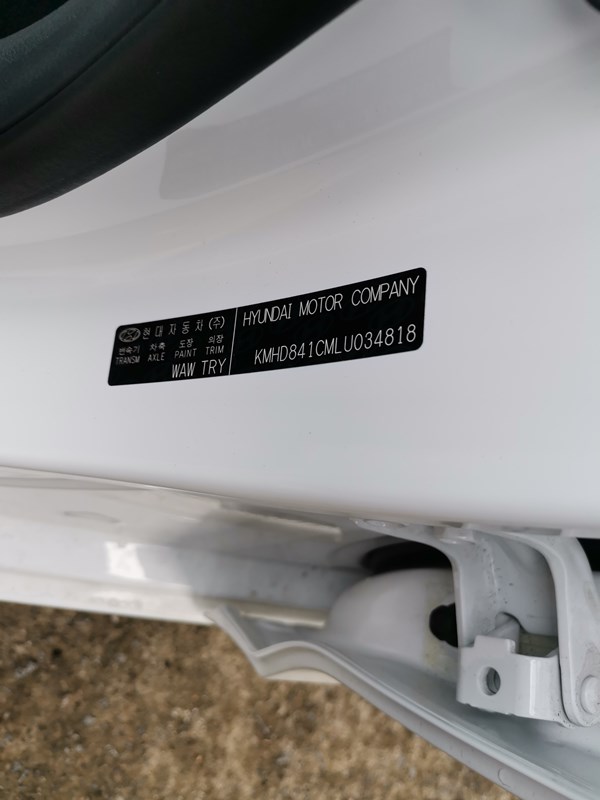 현대자동차(주)
변속기 차축 도장 의장
TRANSM AXLE PAINT TRIM
WAW TRY
HYUNDAI MOTOR COMPANY
KMHD841CMLU034818